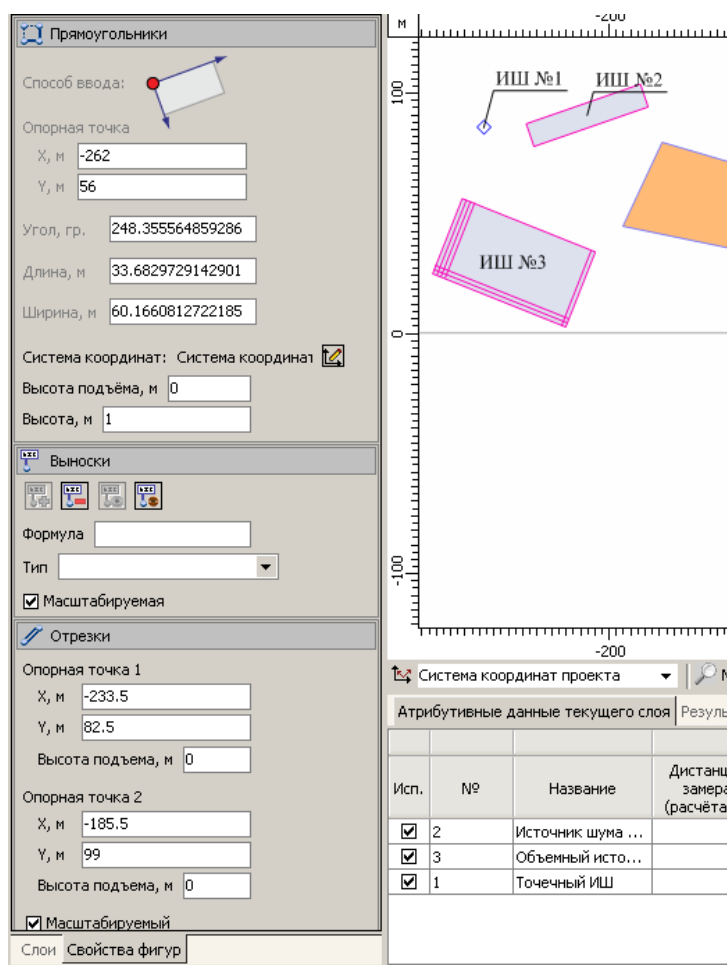 Прямоугольники
Способ ввода:
Опорная точка
X, м -262
Y, м 56
Угол, гр. 248.355564859286
Длина, м 33.6829729142901
Ширина, м 60.1660812722185
Система координат: Система координат
Высота подъёма, м 0
Высота, м 1
Выноски
Формула
Тип
Масштабируемая
Отрезки
Опорная точка 1
X, м -233.5
Y, м 82.5
Высота подъема, м 0
Опорная точка 2
X, м -185.5
Y, м 99
Высота подъема, м 0
Масштабируемый
Слои Свойства фигур
м -200
100
ИШ №1 ИШ №2
ИШ №3
0
-100
-200
Система координат проекта
Атрибутивные данные текущего слоя Резуль
Исп. № Название Дистанц
замера
(расчёта
2 Источник шума ...
3 Объемный исто...
1 Точечный ИШ